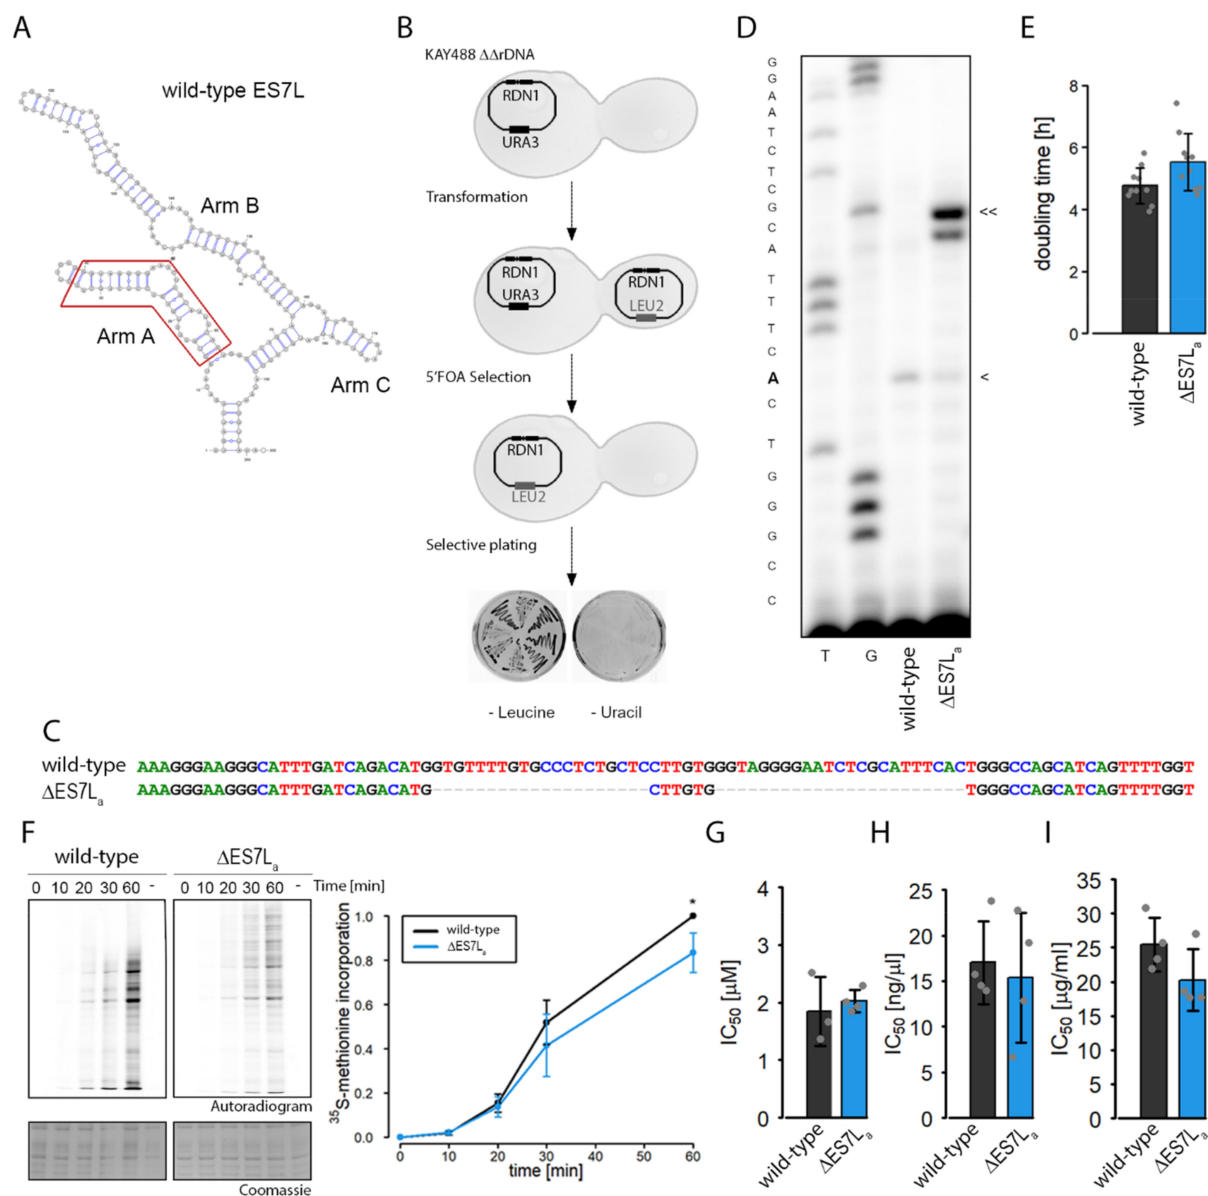 A
wild-type ES7L
Arm B
Arm A
Arm C
B
KAY488 ΔΔrDNA
RDN1
URA3
Transformation
RDN1
URA3
RDN1
LEU2
5'FOA Selection
RDN1
LEU2
Selective plating
- Leucine
- Uracil
D
G
G
A
A
T
C
T
C
G
C
A
T
T
T
C
A
C
T
G
G
G
C
C
<<
<
T
G
wild-type
ΔES7La
E
doubling time [h]
8
6
4
2
0
wild-type
ΔES7La
C
wild-type AAAGGGAAGGGCATTTGATCAGACATGGTGTTTTGTGCCCTCTGCTCCTTGTGGGTAGGGGAATCTCGCATTTCACTGGGCCAGCATCAGTTTTGGT
ΔES7La AAAGGGAAGGGCATTTGATCAGACATG--------------------CTTGTG-----------------------TGGGCCAGCATCAGTTTTGGT
F
wild-type
ΔES7La
0 10 20 30 60 -
0 10 20 30 60 -
Time [min]
Autoradiogram
Coomassie
35S-methionine incorporation
1.0
0.8
0.6
0.4
0.2
0.0
wild-type
ΔES7La
*
0 10 20 30 40 50 60
time [min]
G
IC50 [μM]
4
3
2
1
0
wild-type
ΔES7La
H
IC50 [ng/μl]
25
20
15
10
5
0
wild-type
ΔES7La
I
IC50 [μg/ml]
35
30
25
20
15
10
5
0
wild-type
ΔES7La